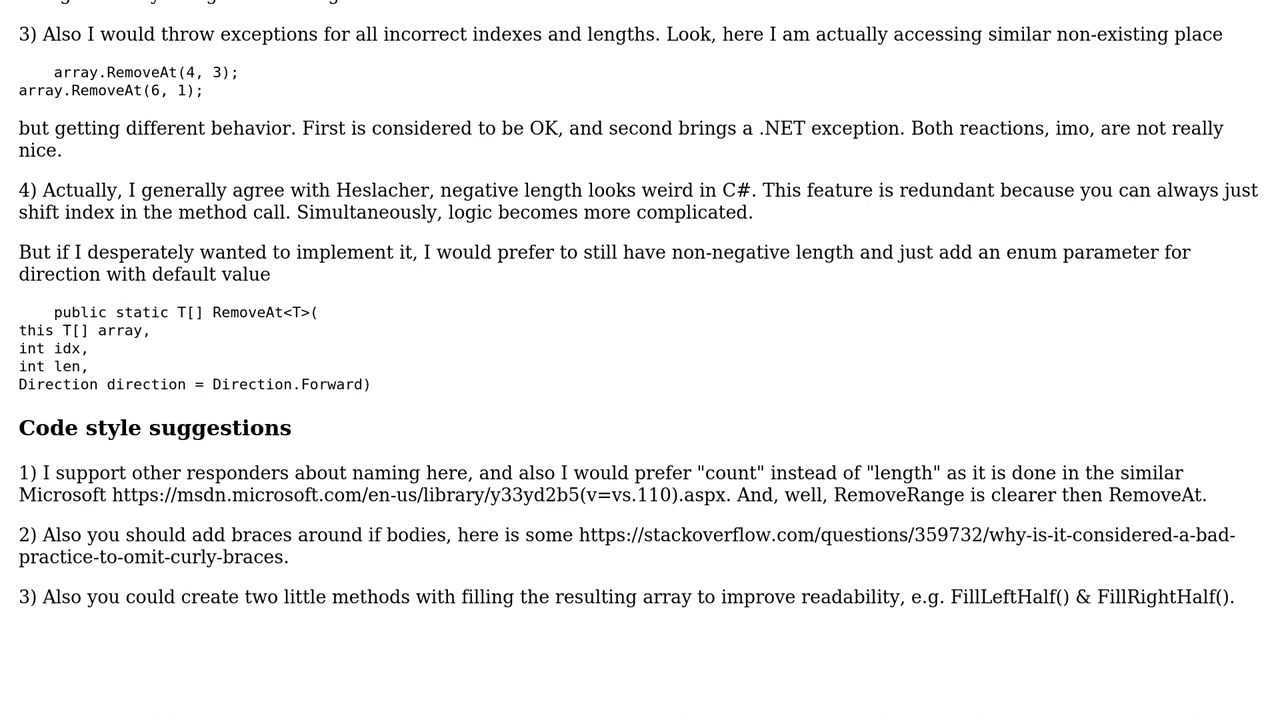 3) Also I would throw exceptions for all incorrect indexes and lengths. Look, here I am actually accessing similar non-existing place
array.RemoveAt(4, 3);
array.RemoveAt(6, 1);
but getting different behavior. First is considered to be OK, and second brings a .NET exception. Both reactions, imo, are not really
nice.
4) Actually, I generally agree with Heslacher, negative length looks weird in C#. This feature is redundant because you can always just
shift index in the method call. Simultaneously, logic becomes more complicated.
But if I desperately wanted to implement it, I would prefer to still have non-negative length and just add an enum parameter for
direction with default value
public static T[] RemoveAt<T>(
this T[] array,
int idx,
int len,
Direction direction = Direction.Forward)
Code style suggestions
1) I support other responders about naming here, and also I would prefer "count" instead of "length" as it is done in the similar
Microsoft https://msdn.microsoft.com/en-us/library/y33yd2b5(v=vs.110).aspx. And, well, RemoveRange is clearer then RemoveAt.
2) Also you should add braces around if bodies, here is some https://stackoverflow.com/questions/359732/why-is-it-considered-a-bad-
practice-to-omit-curly-braces.
3) Also you could create two little methods with filling the resulting array to improve readability, e.g. FillLeftHalf() & FillRightHalf().